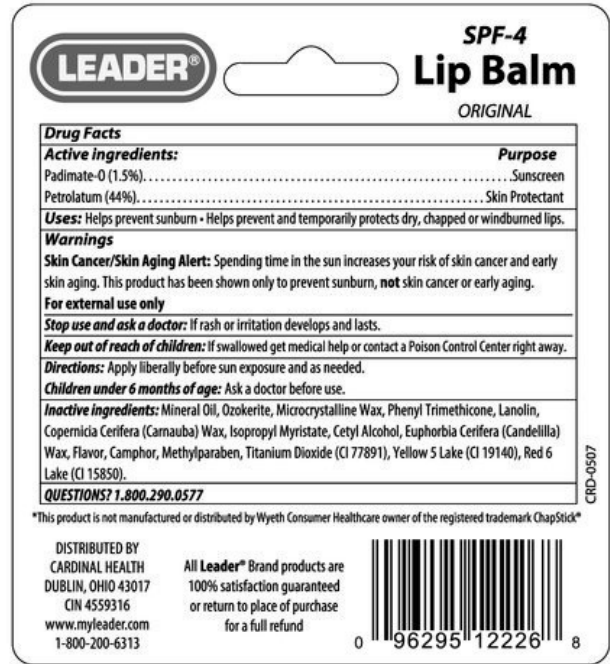 LEADER®
SPF-4
Lip Balm
ORIGINAL
Drug Facts
Active ingredients: Purpose
Padimate-O (1.5%)........................................................Sunscreen
Petrolatum (44%)........................................................Skin Protectant
Uses: Helps prevent sunburn • Helps prevent and temporarily protects dry, chapped or windburned lips.
Warnings
Skin Cancer/Skin Aging Alert: Spending time in the sun increases your risk of skin cancer and early
skin aging. This product has been shown only to prevent sunburn, not skin cancer or early aging.
For external use only
Stop use and ask a doctor: If rash or irritation develops and lasts.
Keep out of reach of children: If swallowed get medical help or contact a Poison Control Center right away.
Directions: Apply liberally before sun exposure and as needed.
Children under 6 months of age: Ask a doctor before use.
Inactive ingredients: Mineral Oil, Ozokerite, Microcrystalline Wax, Phenyl Trimethicone, Lanolin,
Copernicia Cerifera (Carnauba) Wax, Isopropyl Myristate, Cetyl Alcohol, Euphorbia Cerifera (Candelilla)
Wax, Flavor, Camphor, Methylparaben, Titanium Dioxide (CI 77891), Yellow 5 Lake (CI 19140), Red 6
Lake (CI 15850).
QUESTIONS? 1.800.290.0577
CRD-0507
*This product is not manufactured or distributed by Wyeth Consumer Healthcare owner of the registered trademark ChapStick®
DISTRIBUTED BY
CARDINAL HEALTH
DUBLIN, OHIO 43017
CIN 4559316
www.myleader.com
1-800-200-6313
All Leader® Brand products are
100% satisfaction guaranteed
or return to place of purchase
for a full refund
0 96295 12226 8